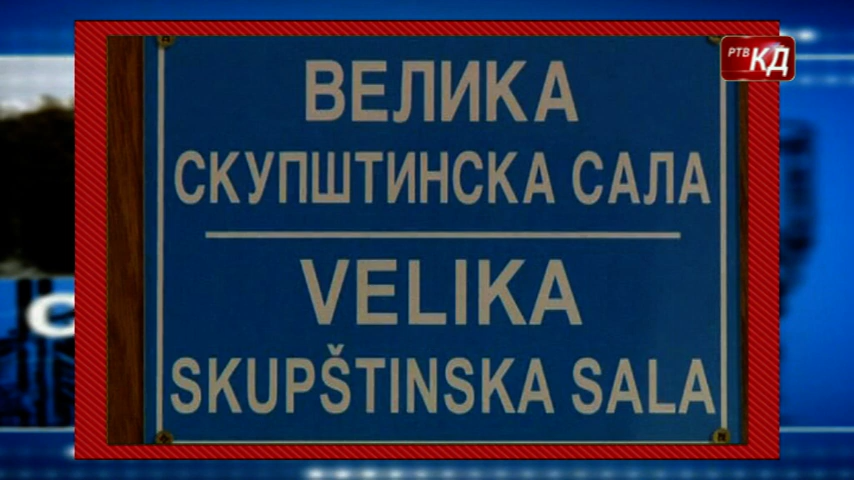 РТВ КД
ВЕЛИКА
СКУПШТИНСКА САЛА
VELIKA
SKUPŠTINSKA SALA